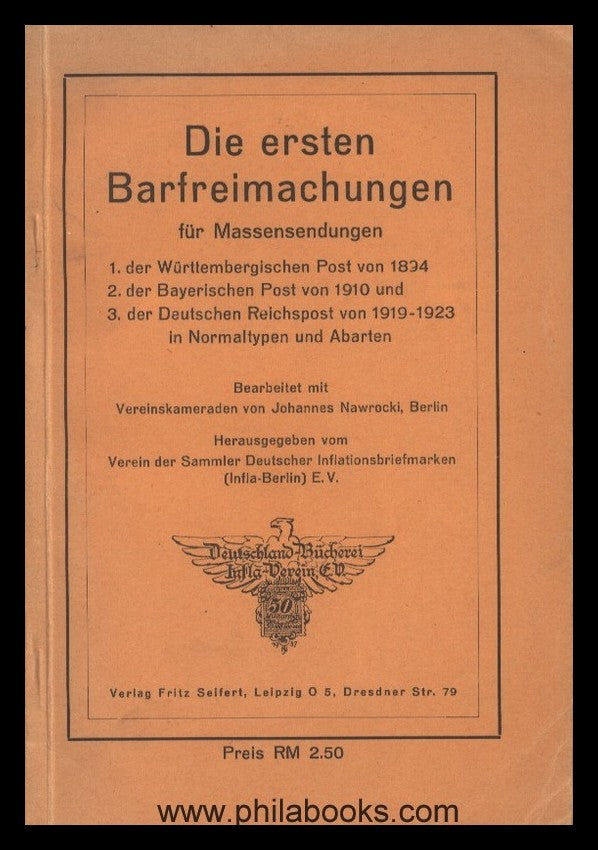 Die ersten
Barfreimachungen
für Massensendungen
1. der Württembergischen Post von 1894
2. der Bayerischen Post von 1910 und
3. der Deutschen Reichspost von 1919-1923
in Normaltypen und Abarten
Bearbeitet mit
Vereinskameraden von Johannes Nawrocki, Berlin
Herausgegeben vom
Verein der Sammler Deutscher Inflationsbriefmarken
(Infla-Berlin) E.V.
Deutschland-Bücherei
Infla-Verein, E.V.
50
Verlag Fritz Seifert, Leipzig O 5, Dresdner Str. 79
Preis RM 2.50
www.philabooks.com